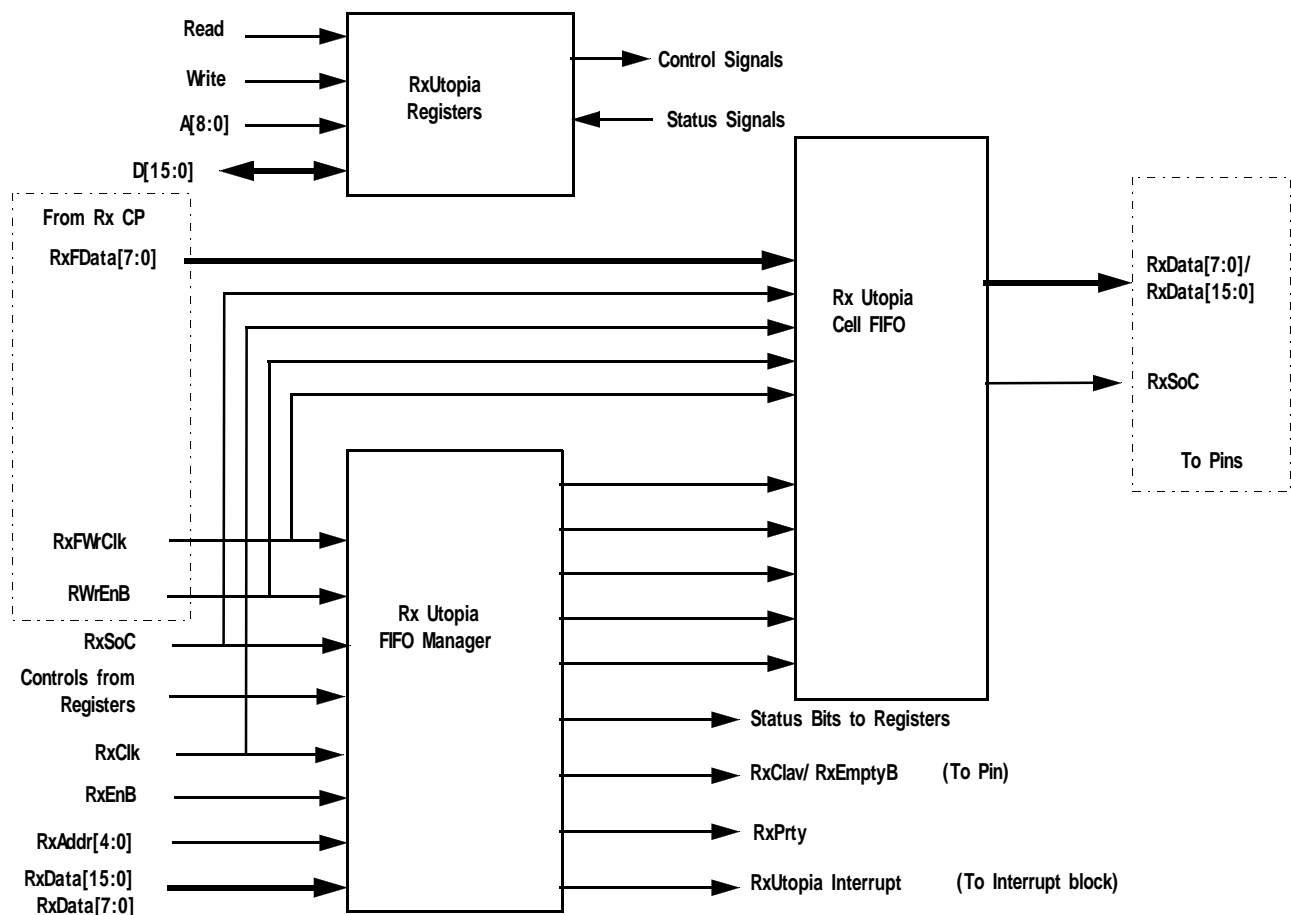 Read
Write
A[8:0]
D[15:0]
RxUtopia
Registers
Control Signals
Status Signals
From Rx CP
RxFData[7:0]
Rx Utopia
Cell FIFO
RxData[7:0]/
RxData[15:0]
RxSoC
To Pins
RxFWrClk
RWrEnB
RxSoC
Controls from
Registers
RxClk
RxEnB
RxAddr[4:0]
RxData[15:0]
RxData[7:0]
Rx Utopia
FIFO Manager
Status Bits to Registers
RxClav/ RxEmptyB (To Pin)
RxPrty
RxUtopia Interrupt (To Interrupt block)